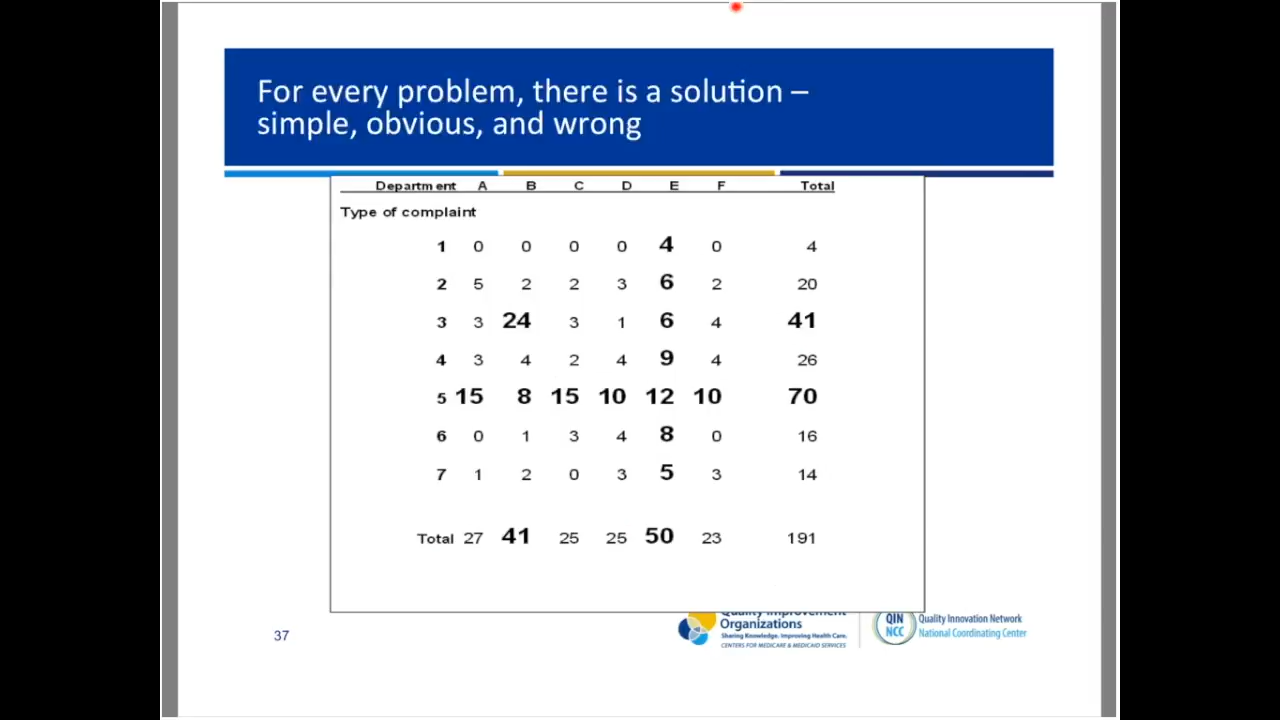 For every problem, there is a solution –
simple, obvious, and wrong
Department A B C D E F Total
Type of complaint
1 0 0 0 0 4 0 4
2 5 2 2 3 6 2 20
3 3 24 3 1 6 4 41
4 3 4 2 4 9 4 26
5 15 8 15 10 12 10 70
6 0 1 3 4 8 0 16
7 1 2 0 3 5 3 14
Total 27 41 25 25 50 23 191
37
Quality Improvement
Organizations
Sharing Knowledge. Improving Health Care.
CENTERS FOR MEDICARE & MEDICAID SERVICES
QIN
NCC
Quality Innovation Network
National Coordinating Center